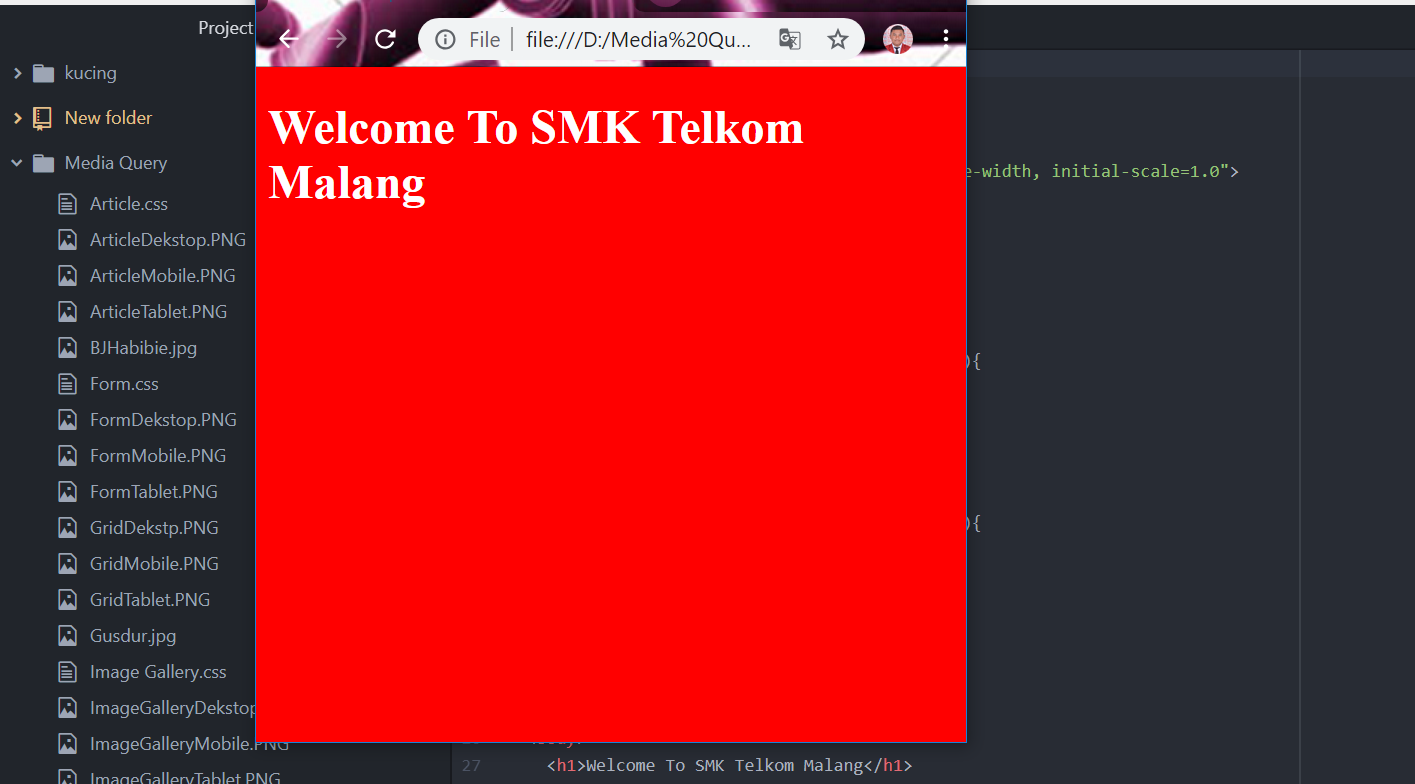 Project
kucing
New folder
Media Query
Article.css
ArticleDekstop.PNG
ArticleMobile.PNG
ArticleTablet.PNG
BJHabibie.jpg
Form.css
FormDekstop.PNG
FormMobile.PNG
FormTablet.PNG
GridDekstp.PNG
GridMobile.PNG
GridTablet.PNG
Gusdur.jpg
Image Gallery.css
ImageGalleryDekstop
ImageGalleryMobile.PNG
ImageGalleryTablet.PNG
File
file:///D:/Media%20Qu...
Welcome To SMK Telkom
Malang
e-width, initial-scale=1.0">
){
){
27 <h1>Welcome To SMK Telkom Malang</h1>